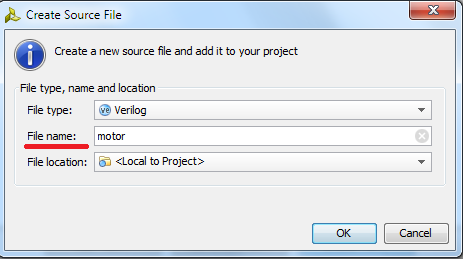 Create Source File
Create a new source file and add it to your project
File type, name and location
File type: Verilog
File name: motor
File location: <Local to Project>
OK Cancel